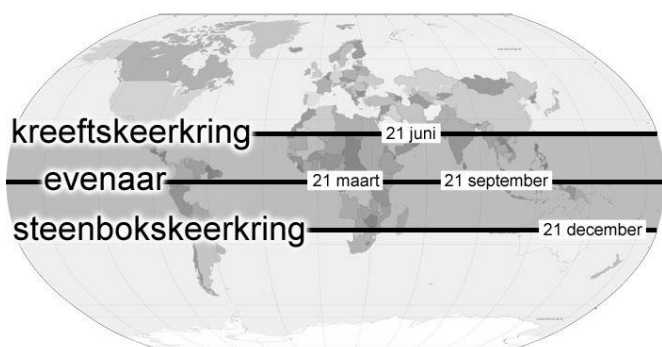 kreeftskeerkring
21 juni
evenaar
21 maart
21 september
steenbokskeerkring
21 december